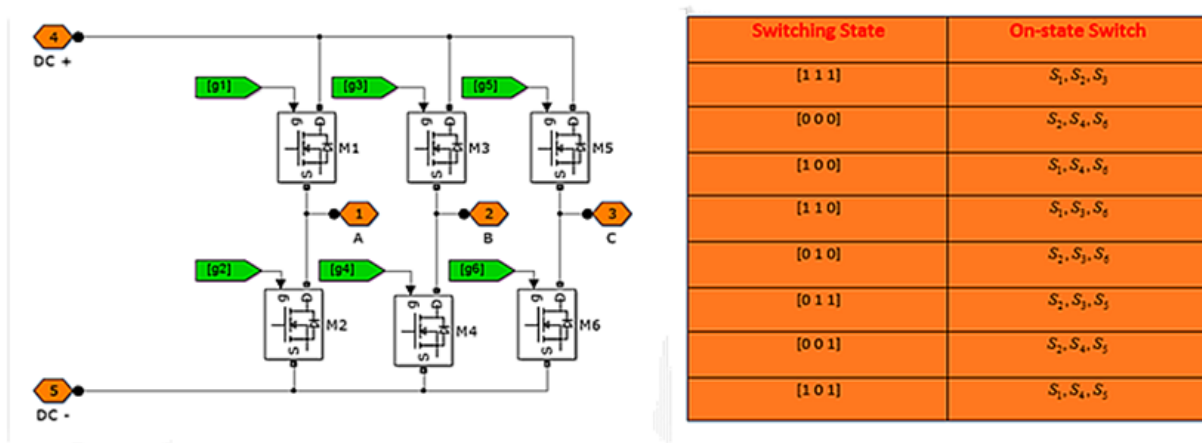 4
DC +
[g1]
[g3]
[g5]
g D S M1
g D S M3
g D S M5
1
A
2
B
3
C
[g2]
[g4]
[g6]
g D S M2
g D S M4
g D S M6
5
DC -
Switching State On-state Switch
[1 1 1] S₁, S₂, S₃
[0 0 0] S₂, S₄, S₆
[1 0 0] S₁, S₄, S₆
[1 1 0] S₁, S₃, S₆
[0 1 0] S₂, S₃, S₆
[0 1 1] S₂, S₃, S₅
[0 0 1] S₂, S₄, S₅
[1 0 1] S₁, S₄, S₅